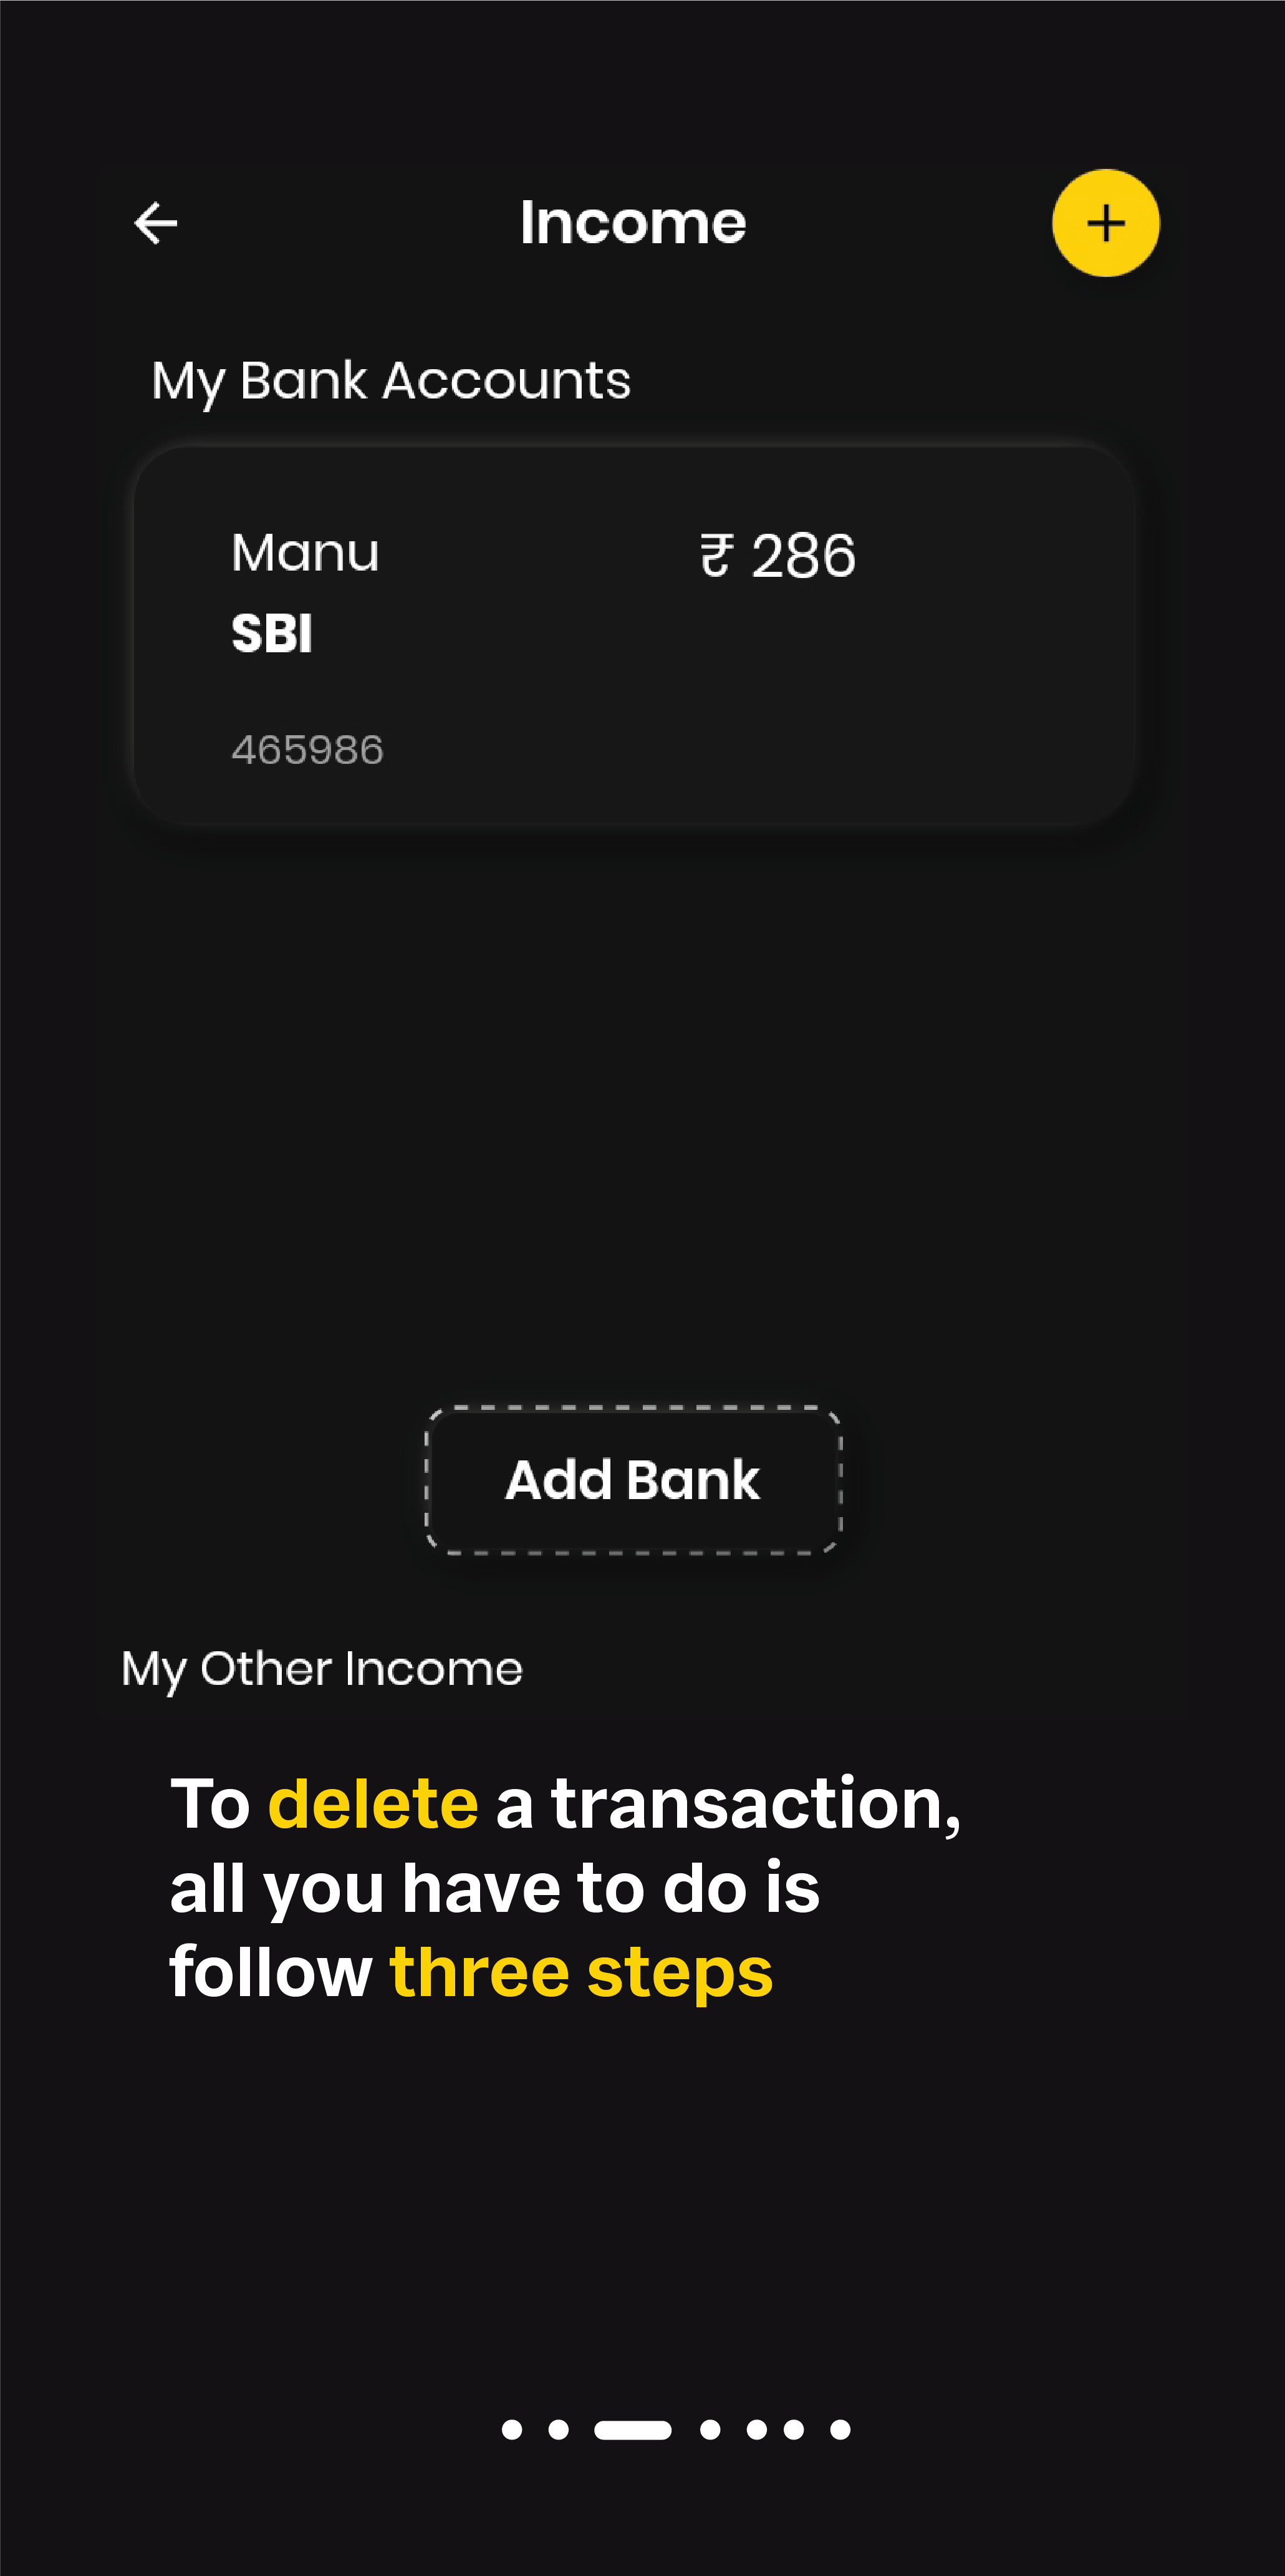 Income
My Bank Accounts
Manu
₹ 286
SBI
465986
Add Bank
My Other Income
To delete a transaction,
all you have to do is
follow three steps